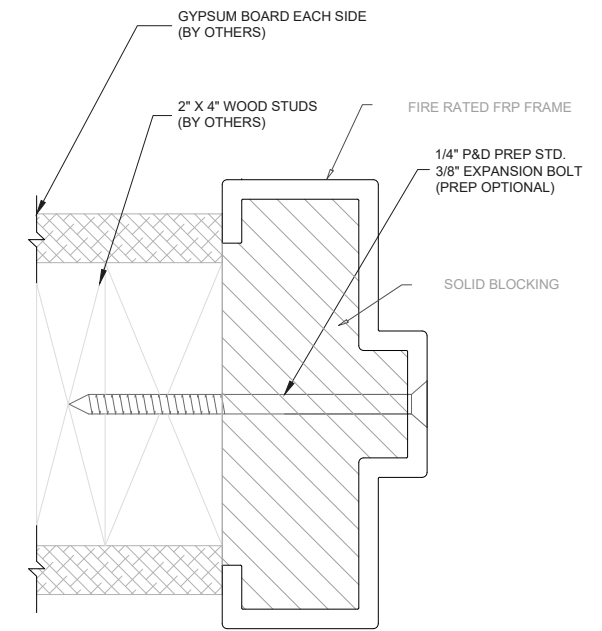 GYPSUM BOARD EACH SIDE
(BY OTHERS)
2" X 4" WOOD STUDS
(BY OTHERS)
FIRE RATED FRP FRAME
1/4" P&D PREP STD.
3/8" EXPANSION BOLT
(PREP OPTIONAL)
SOLID BLOCKING